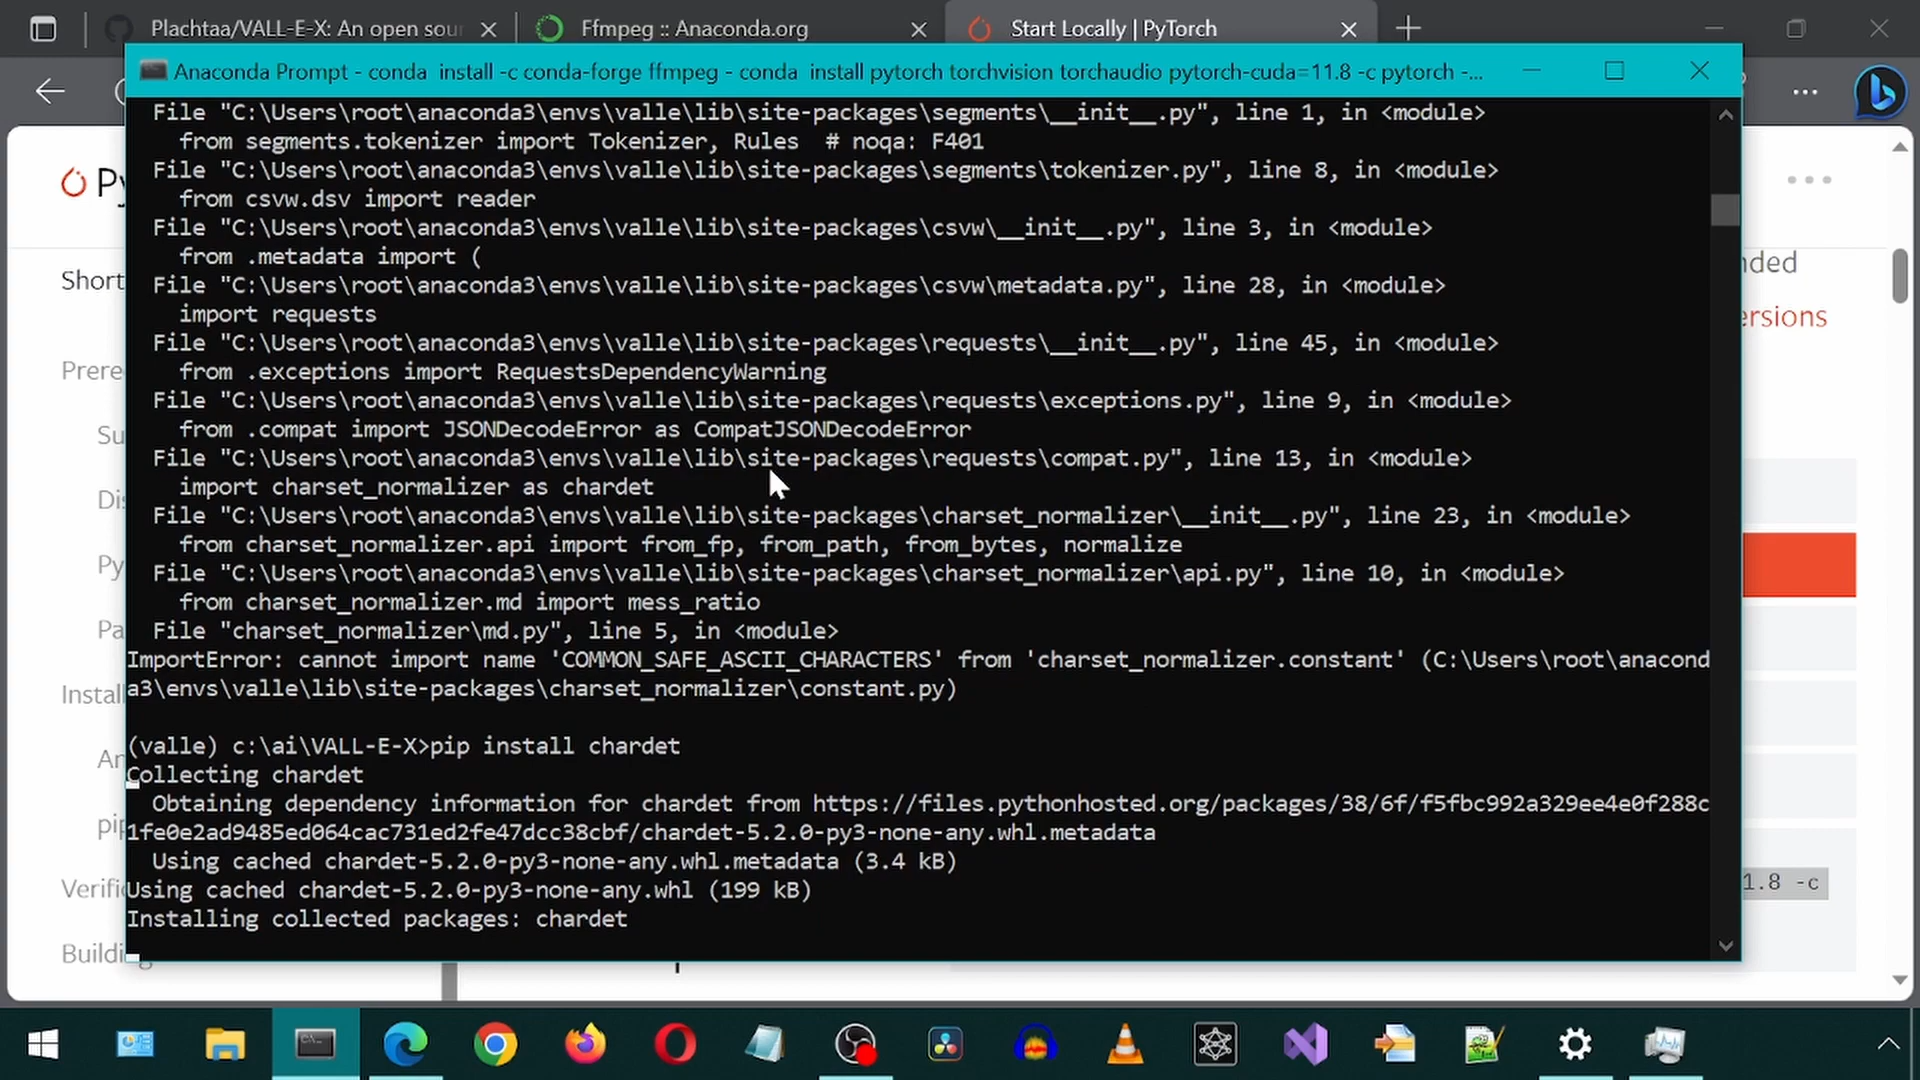 Plachtaa/VALL-E-X: An open sour
Ffmpeg :: Anaconda.org
Start Locally | PyTorch
Anaconda Prompt - conda  install -c conda-forge ffmpeg - conda  install pytorch torchvision torchaudio pytorch-cuda=11.8 -c pytorch -...
File "C:\Users\root\anaconda3\envs\valle\lib\site-packages\segments\__init__.py", line 1, in <module>
from segments.tokenizer import Tokenizer, Rules  # noqa: F401
File "C:\Users\root\anaconda3\envs\valle\lib\site-packages\segments\tokenizer.py", line 8, in <module>
from csvw.dsv import reader
File "C:\Users\root\anaconda3\envs\valle\lib\site-packages\csvw\__init__.py", line 3, in <module>
from .metadata import (
File "C:\Users\root\anaconda3\envs\valle\lib\site-packages\csvw\metadata.py", line 28, in <module>
import requests
File "C:\Users\root\anaconda3\envs\valle\lib\site-packages\requests\__init__.py", line 45, in <module>
from .exceptions import RequestsDependencyWarning
File "C:\Users\root\anaconda3\envs\valle\lib\site-packages\requests\exceptions.py", line 9, in <module>
from .compat import JSONDecodeError as CompatJSONDecodeError
File "C:\Users\root\anaconda3\envs\valle\lib\site-packages\requests\compat.py", line 13, in <module>
import charset_normalizer as chardet
File "C:\Users\root\anaconda3\envs\valle\lib\site-packages\charset_normalizer\__init__.py", line 23, in <module>
from charset_normalizer.api import from_fp, from_path, from_bytes, normalize
File "C:\Users\root\anaconda3\envs\valle\lib\site-packages\charset_normalizer\api.py", line 10, in <module>
from charset_normalizer.md import mess_ratio
File "charset_normalizer\md.py", line 5, in <module>
ImportError: cannot import name 'COMMON_SAFE_ASCII_CHARACTERS' from 'charset_normalizer.constant' (C:\Users\root\anacond
a3\envs\valle\lib\site-packages\charset_normalizer\constant.py)
(valle) c:\ai\VALL-E-X>pip install chardet
Collecting chardet
Obtaining dependency information for chardet from https://files.pythonhosted.org/packages/38/6f/f5fbc992a329ee4e0f288c
1fe0e2ad9485ed064cac731ed2fe47dcc38cbf/chardet-5.2.0-py3-none-any.whl.metadata
Using cached chardet-5.2.0-py3-none-any.whl.metadata (3.4 kB)
Using cached chardet-5.2.0-py3-none-any.whl (199 kB)
Installing collected packages: chardet
Py
Short
Prere
Su
Dis
Py
Pa
Install
An
pip
Verific
Building
nded
ersions
1.8 -c